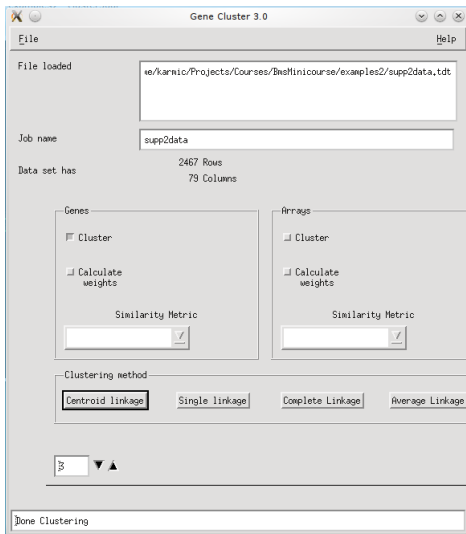 Gene Cluster 3.0
File Help
File loaded
me/karmic/Projects/Courses/BmsMinicourse/examples2/supp2data.tdt
Job name
supp2data
Data set has
2467 Rows
79 Columns
Genes
Arrays
Cluster
Cluster
Calculate
weights
Calculate
weights
Similarity Metric
Similarity Metric
Clustering method
Centroid linkage
Single linkage
Complete Linkage
Average Linkage
3
Done Clustering